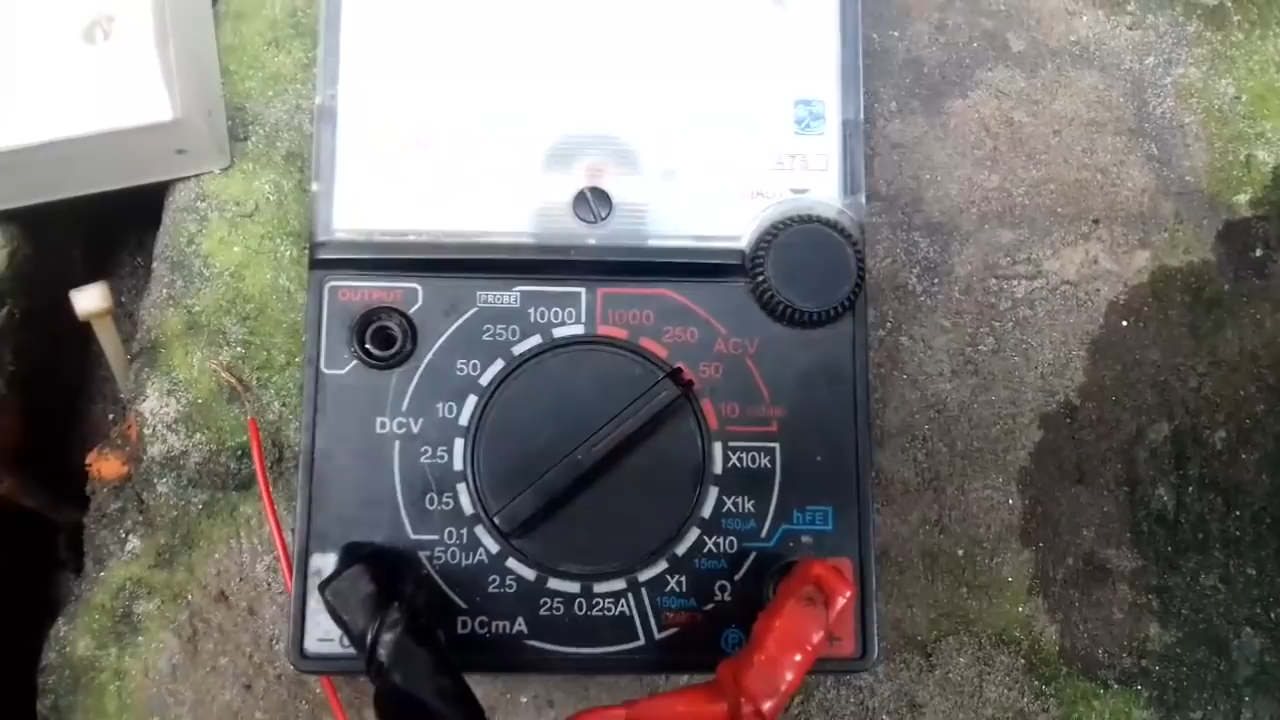 OUTPUT
PROBE
1000
250
50
10
DCV
2.5
0.5
0.1
50µA
2.5
25
0.25A
DCmA
1000
250
ACV
50
10
X10k
X1k
150µA
hFE
X10
15mA
X1
150mA
Ω
P
−
+